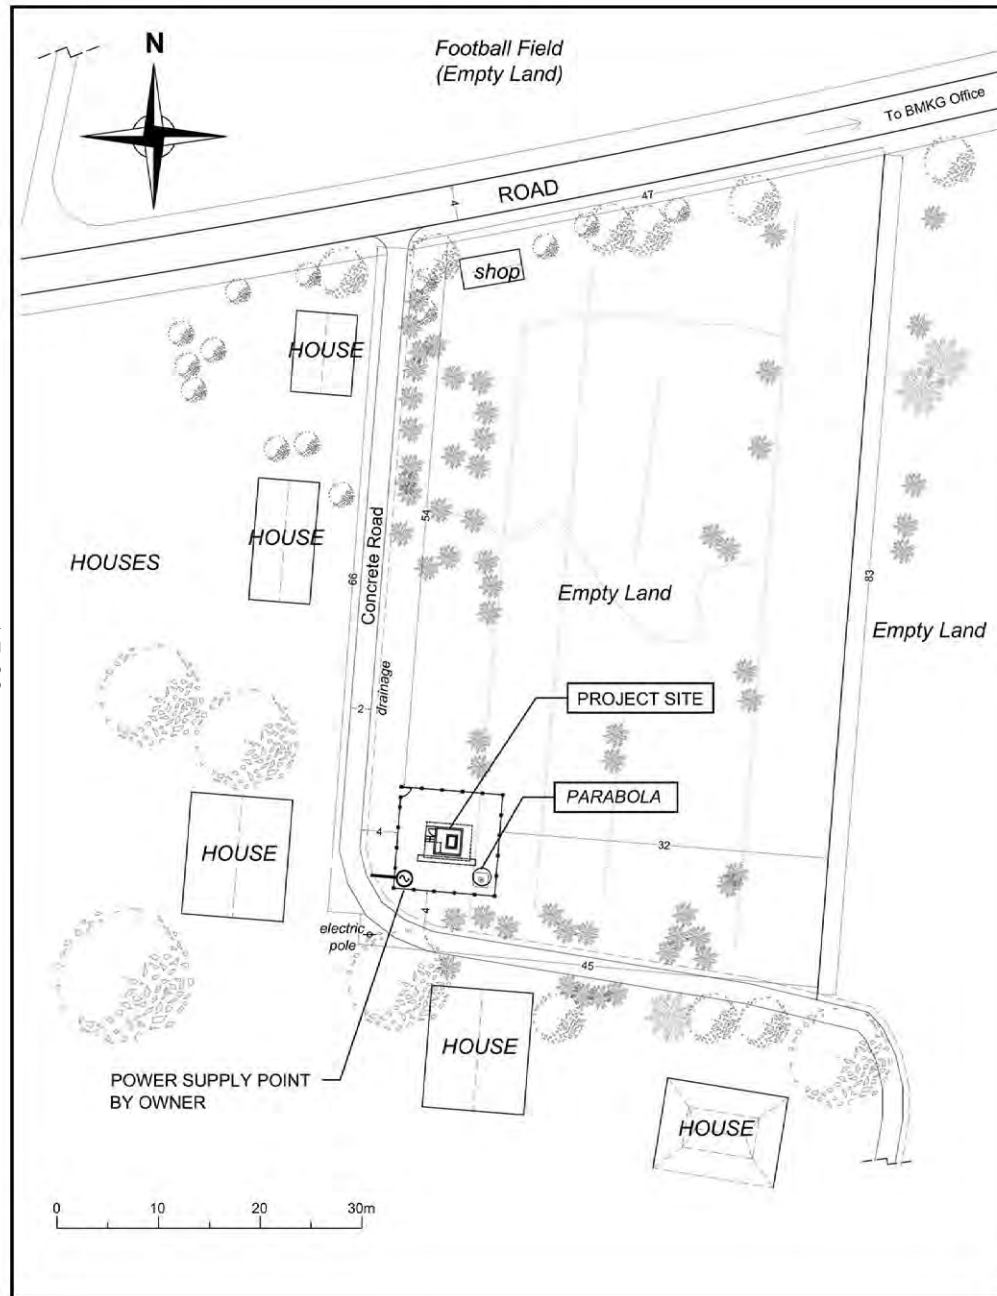 N
Football Field
(Empty Land)
To BMKG Office
ROAD
4
47
shop
HOUSE
HOUSE
HOUSES
Concrete Road
54
66
83
Empty Land
Empty Land
drainage
2
PROJECT SITE
PARABOLA
HOUSE
4
32
4
electric
pole
45
HOUSE
POWER SUPPLY POINT
BY OWNER
HOUSE
0 10 20 30m